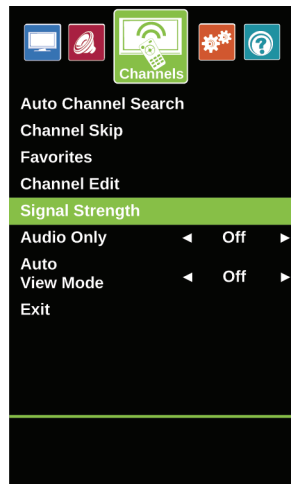 Channels
Auto Channel Search
Channel Skip
Favorites
Channel Edit
Signal Strength
Audio Only ◄ Off ►
Auto
View Mode ◄ Off ►
Exit